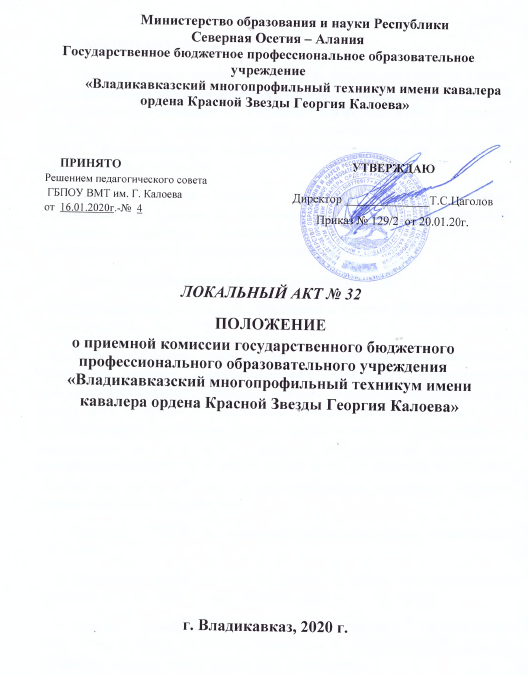 Министерство образования и науки Республики
Северная Осетия – Алания
Государственное бюджетное профессиональное образовательное
учреждение
«Владикавказский многопрофильный техникум имени кавалера
ордена Красной Звезды Георгия Калоева»
ПРИНЯТО
Решением педагогического совета
ГБПОУ ВМТ им. Г. Калоева
от 16.01.2020г.-№ 4
УТВЕРЖДАЮ
Директор Т.С.Цаголов
Приказ № 129/2 от 20.01.20г.
ЛОКАЛЬНЫЙ АКТ № 32
ПОЛОЖЕНИЕ
о приемной комиссии государственного бюджетного
профессионального образовательного учреждения
«Владикавказский многопрофильный техникум имени
кавалера ордена Красной Звезды Георгия Калоева»
г. Владикавказ, 2020 г.